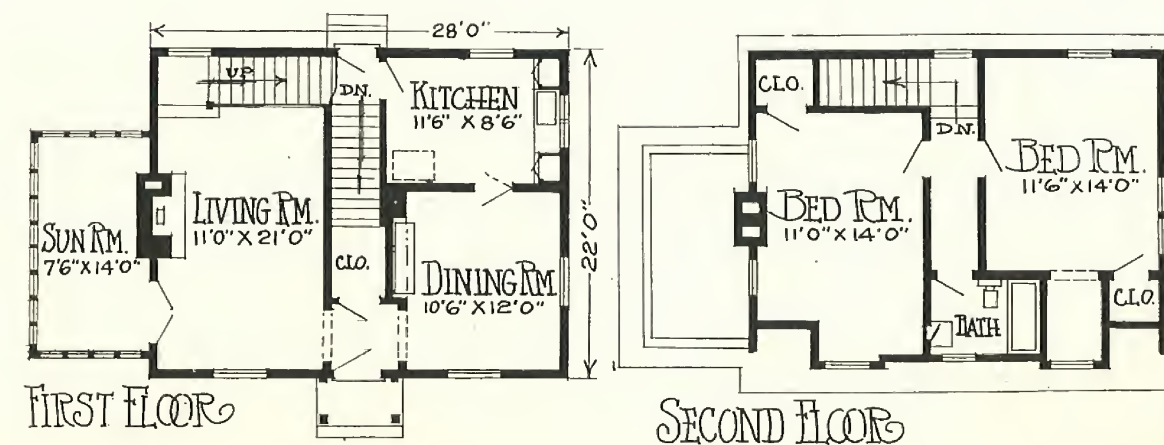 28'0"
UP
DN.
KITCHEN
11'6" X 8'6"
LIVING RM.
11'0" X 21'0"
SUN RM.
7'6" X 14'0"
CLO.
DINING RM
10'6" X 12'0"
22'0"
FIRST FLOOR
CLO.
DN.
BED RM.
11'6" X 14'0"
BED RM.
11'0" X 14'0"
CLO.
BATH
SECOND FLOOR